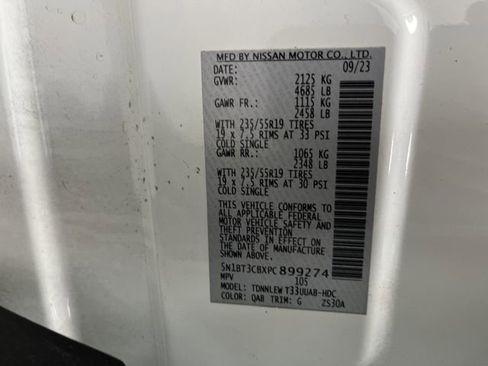 MFD BY NISSAN MOTOR CO., LTD.
DATE: 09/23
GVWR: 2125 KG
4685 LB
GAWR FR.: 1115 KG
2458 LB
WITH 235/55R19 TIRES
19 x 7.5 RIMS AT 33 PSI
COLD SINGLE
GAWR RR.: 1065 KG
2348 LB
WITH 235/55R19 TIRES
19 x 7.5 RIMS AT 30 PSI
COLD SINGLE
THIS VEHICLE CONFORMS TO
ALL APPLICABLE FEDERAL
MOTOR VEHICLE SAFETY AND
THEFT PREVENTION
STANDARDS IN EFFECT ON
THE DATE OF MANUFACTURE
SHOWN ABOVE.
5N1BT3CBXPC 899274
MPV 105
MODEL: TDNNLEW T33UUAB-HDC
COLOR: QAB TRIM: G ZS30A